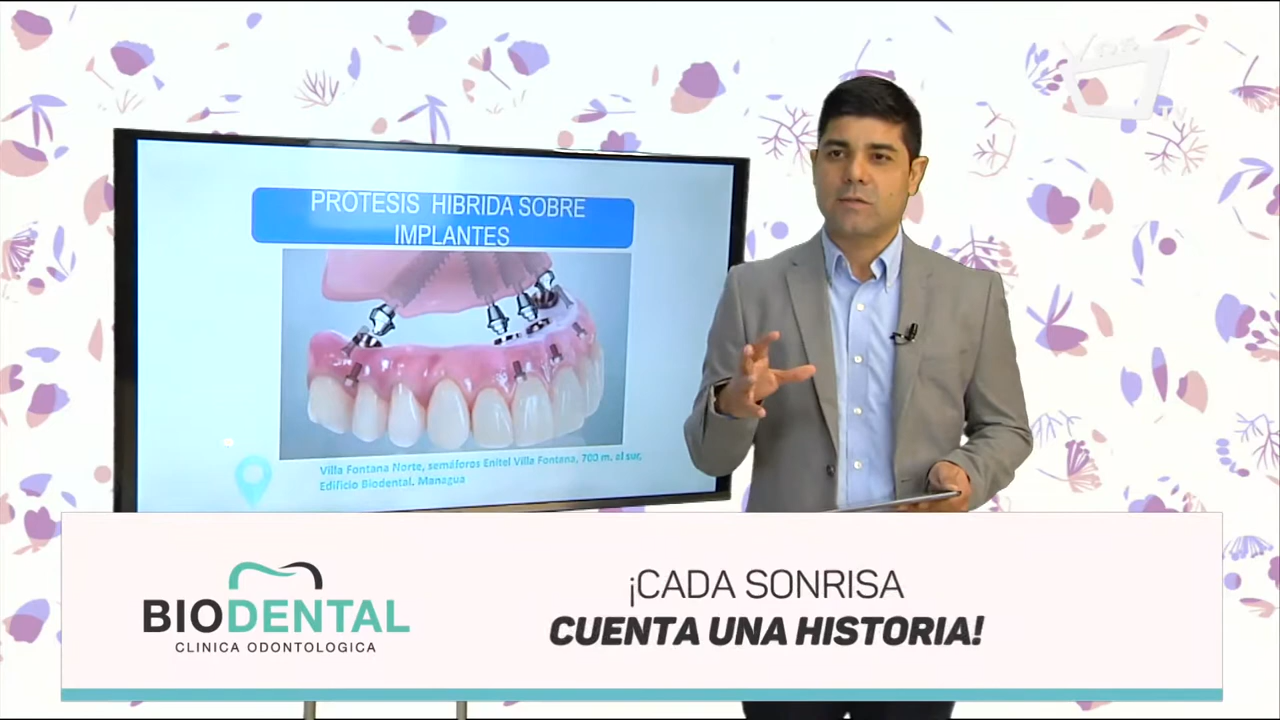 TV
PROTESIS HIBRIDA SOBRE
IMPLANTES
Villa Fontana Norte, semáforos Enitel Villa Fontana, 700 m. al sur,
Edificio Biodental. Managua
BIODENTAL
CLINICA ODONTOLOGICA
¡CADA SONRISA
CUENTA UNA HISTORIA!